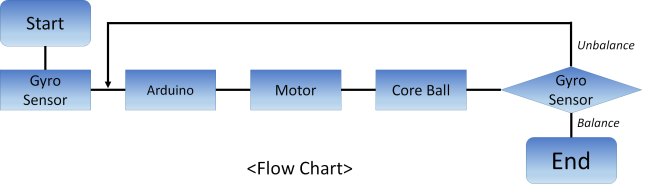 Start
Unbalance
Gyro
Sensor
Arduino
Motor
Core Ball
Gyro
Sensor
Balance
End
<Flow Chart>